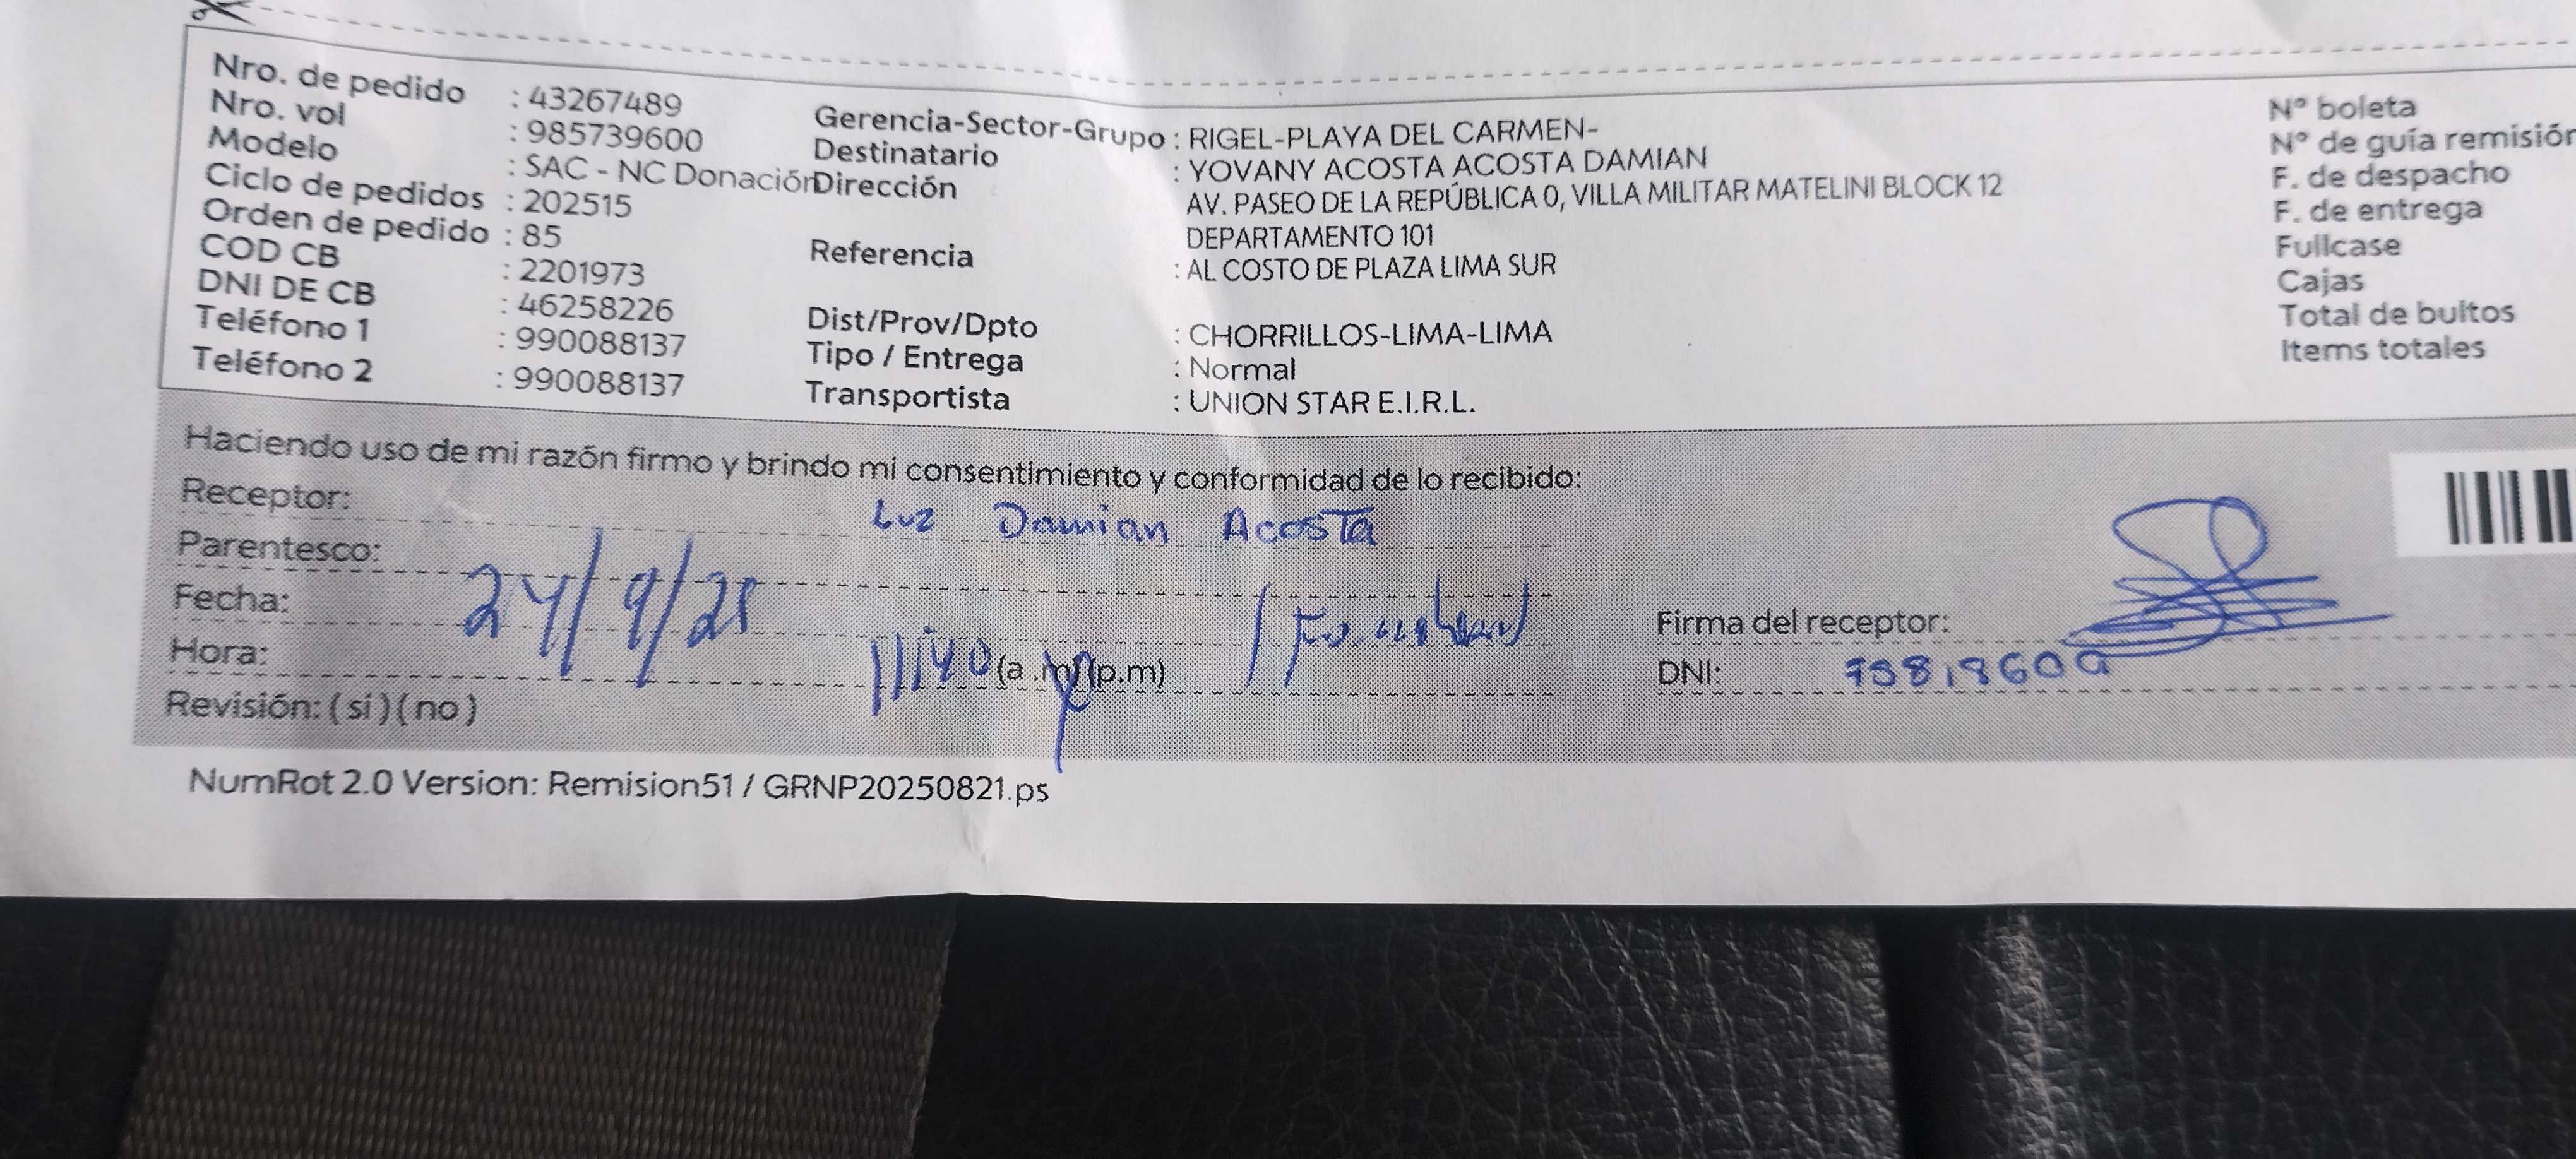 Nro. de pedido : 43267489
Nro. vol : 985739600
Modelo : SAC - NC Donación
Ciclo de pedidos : 202515
Orden de pedido : 85
COD CB : 2201973
DNI DE CB : 46258226
Teléfono 1 : 990088137
Teléfono 2 : 990088137
Gerencia-Sector-Grupo : RIGEL-PLAYA DEL CARMEN-
Destinatario : YOVANY ACOSTA ACOSTA DAMIAN
Dirección AV. PASEO DE LA REPÚBLICA 0, VILLA MILITAR MATELINI BLOCK 12
DEPARTAMENTO 101
Referencia : AL COSTO DE PLAZA LIMA SUR
Dist/Prov/Dpto : CHORRILLOS-LIMA-LIMA
Tipo / Entrega : Normal
Transportista : UNION STAR E.I.R.L.
N° boleta
N° de guía remisión
F. de despacho
F. de entrega
Fullcase
Cajas
Total de bultos
Items totales
Haciendo uso de mi razón firmo y brindo mi consentimiento y conformidad de lo recibido:
Receptor: Luz Damian Acosta
Parentesco:
Fecha: 24/9/25
Hora: 11:40 (a.m) (p.m)
Revisión: ( si ) ( no )
Firma del receptor:
DNI:
NumRot 2.0 Version: Remision51 / GRNP20250821.ps